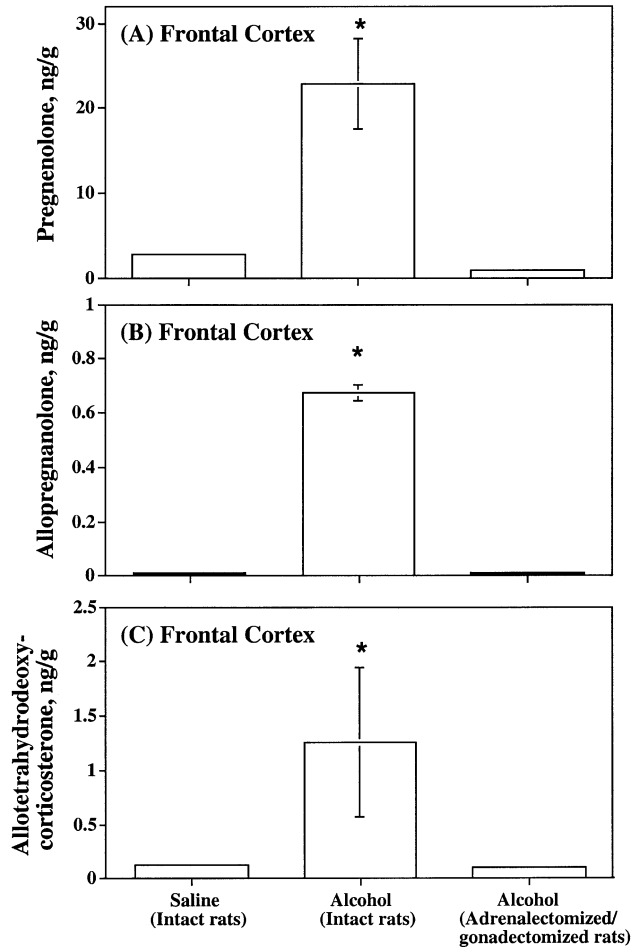 (A) Frontal Cortex
*
Pregnenolone, ng/g
30
20
10
0
(B) Frontal Cortex
*
Allopregnanolone, ng/g
1
0.8
0.6
0.4
0.2
0
(C) Frontal Cortex
*
Allotetrahydrodeoxy-
corticosterone, ng/g
2.5
2
1.5
1
0.5
0
Saline
(Intact rats)
Alcohol
(Intact rats)
Alcohol
(Adrenalectomized/
gonadectomized rats)